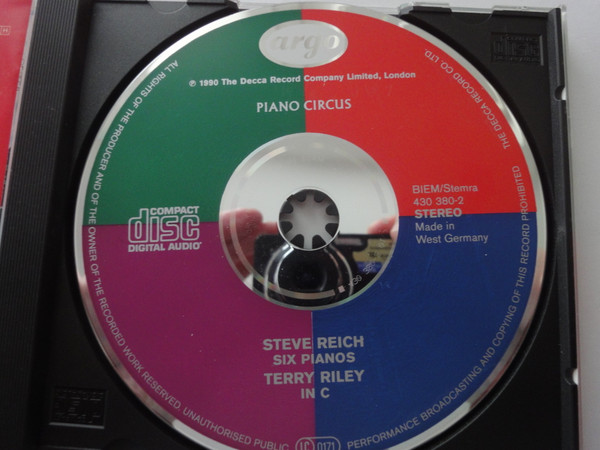 argo
℗ 1990 The Decca Record Company Limited, London
PIANO CIRCUS
BIEM/Stemra
430 380-2
STEREO
Made in
West Germany
COMPACT
disc
DIGITAL AUDIO
STEVE REICH
SIX PIANOS
TERRY RILEY
IN C
ALL RIGHTS OF THE PRODUCER AND OF THE OWNER OF THE RECORDED WORK RESERVED. UNAUTHORISED PUBLIC PERFORMANCE BROADCASTING AND COPYING OF THIS RECORD PROHIBITED
LC 0171
THE DECCA RECORD CO. LTD.